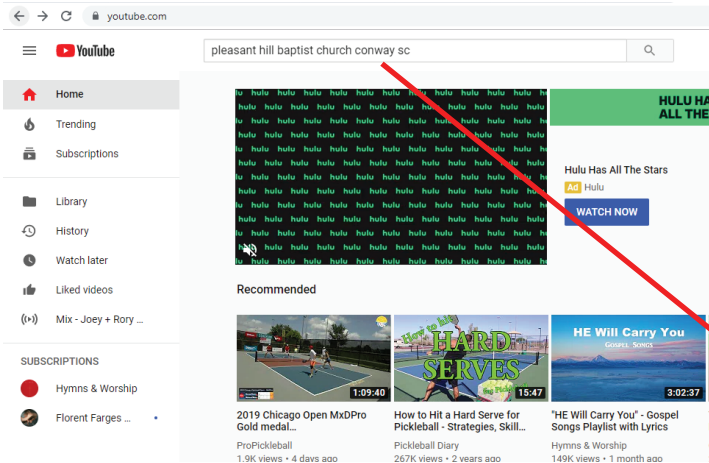 youtube.com
YouTube
pleasant hill baptist church conway sc
Home
Trending
Subscriptions
Library
History
Watch later
Liked videos
Mix - Joey + Rory ...
SUBSCRIPTIONS
Hymns & Worship
Florent Farges ...
hulu
HULU HA
ALL THE
Hulu Has All The Stars
Ad Hulu
WATCH NOW
Recommended
1:09:40
2019 Chicago Open MxDPro
Gold medal...
ProPickleball
1.9K views • 4 days ago
How to hit
HARD
SERVES
15:47
How to Hit a Hard Serve for
Pickleball - Strategies, Skill...
Pickleball Diary
267K views • 2 years ago
HE Will Carry You
GOSPEL SONGS
3:02:37
"HE Will Carry You" - Gospel
Songs Playlist with Lyrics
Hymns & Worship
149K views • 1 month ago